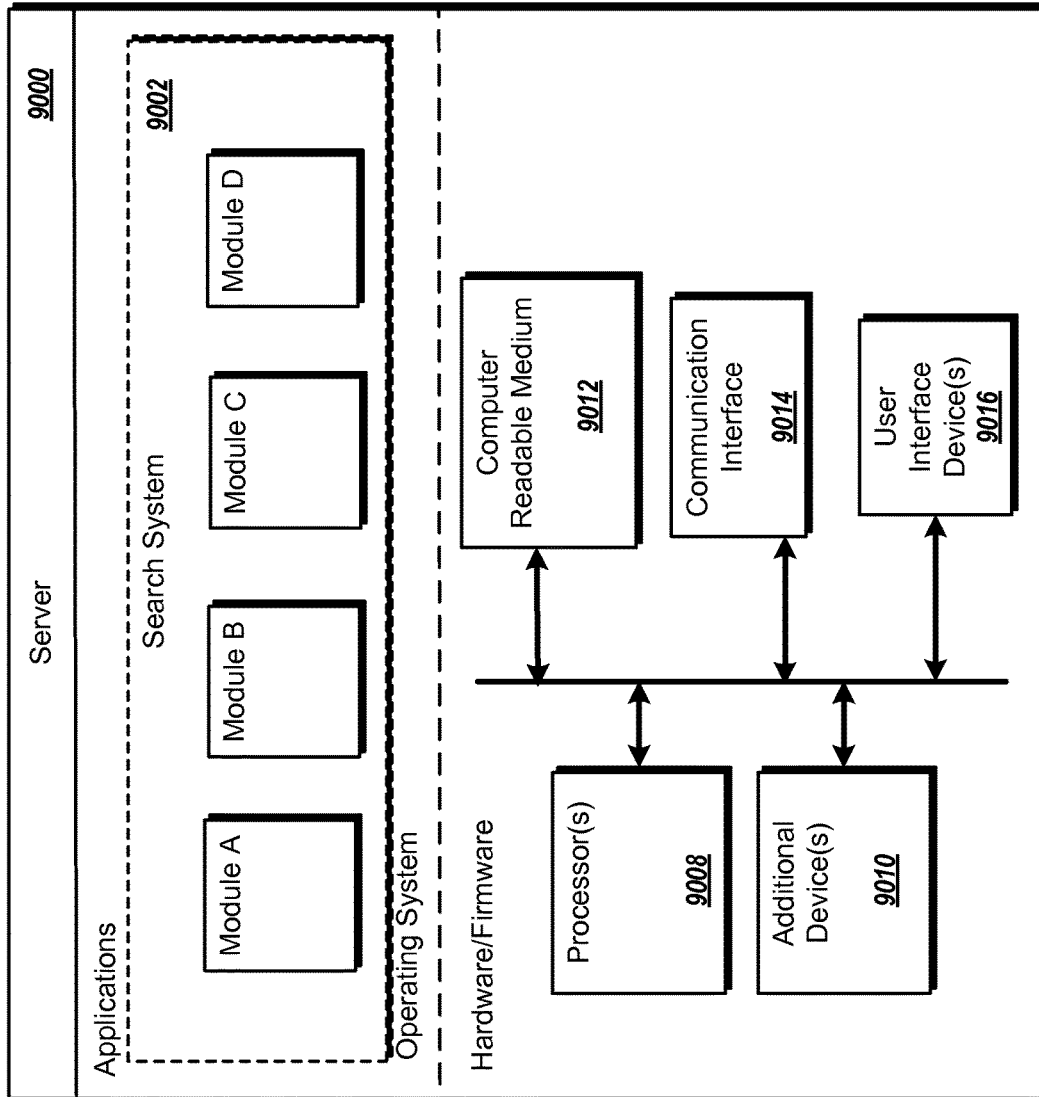 Server
9000
Applications
Search System
9002
Module A
Module B
Module C
Module D
Operating System
Hardware/Firmware
Processor(s)
9008
Additional
Device(s)
9010
Computer
Readable Medium
9012
Communication
Interface
9014
User
Interface
Device(s)
9016